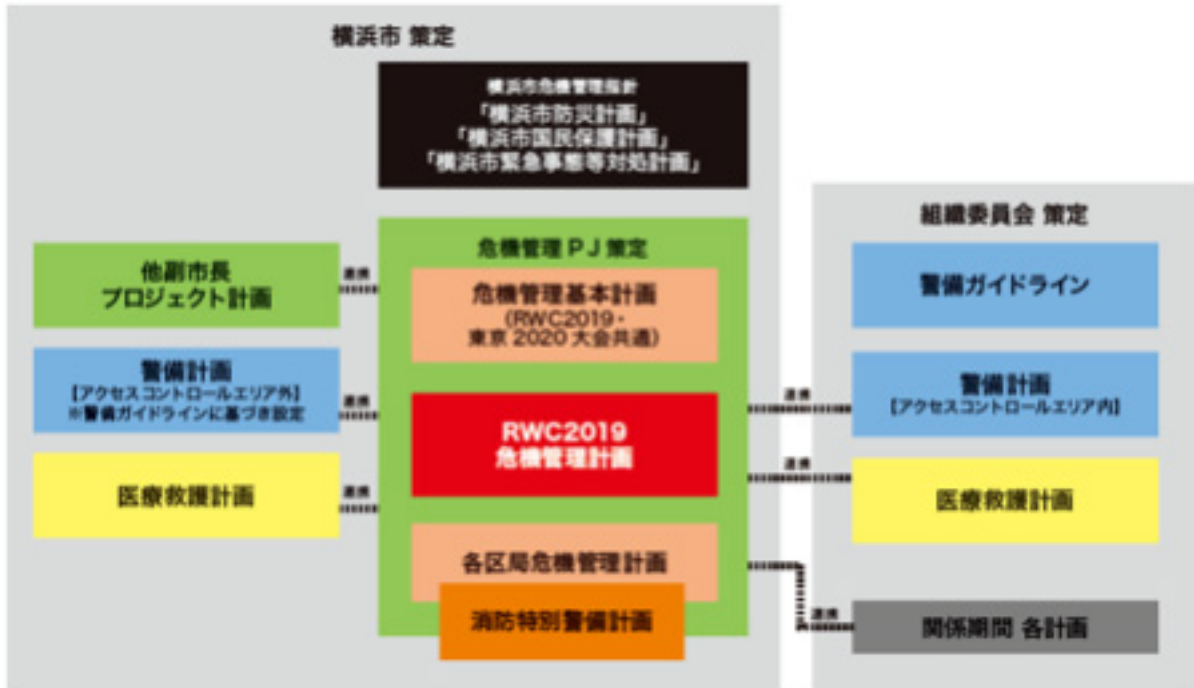 横浜市 策定
横浜市危機管理指針
「横浜市防災計画」
「横浜市国民保護計画」
「横浜市緊急事態等対処計画」
他副市長
プロジェクト計画
連携
警備計画
【アクセスコントロールエリア外】
※警備ガイドラインに基づき設定
連携
医療救護計画
連携
危機管理PJ策定
危機管理基本計画
（RWC2019・
東京2020大会共通）
RWC2019
危機管理計画
各区局危機管理計画
消防特別警備計画
組織委員会 策定
警備ガイドライン
連携
警備計画
【アクセスコントロールエリア内】
連携
医療救護計画
連携
関係期間 各計画